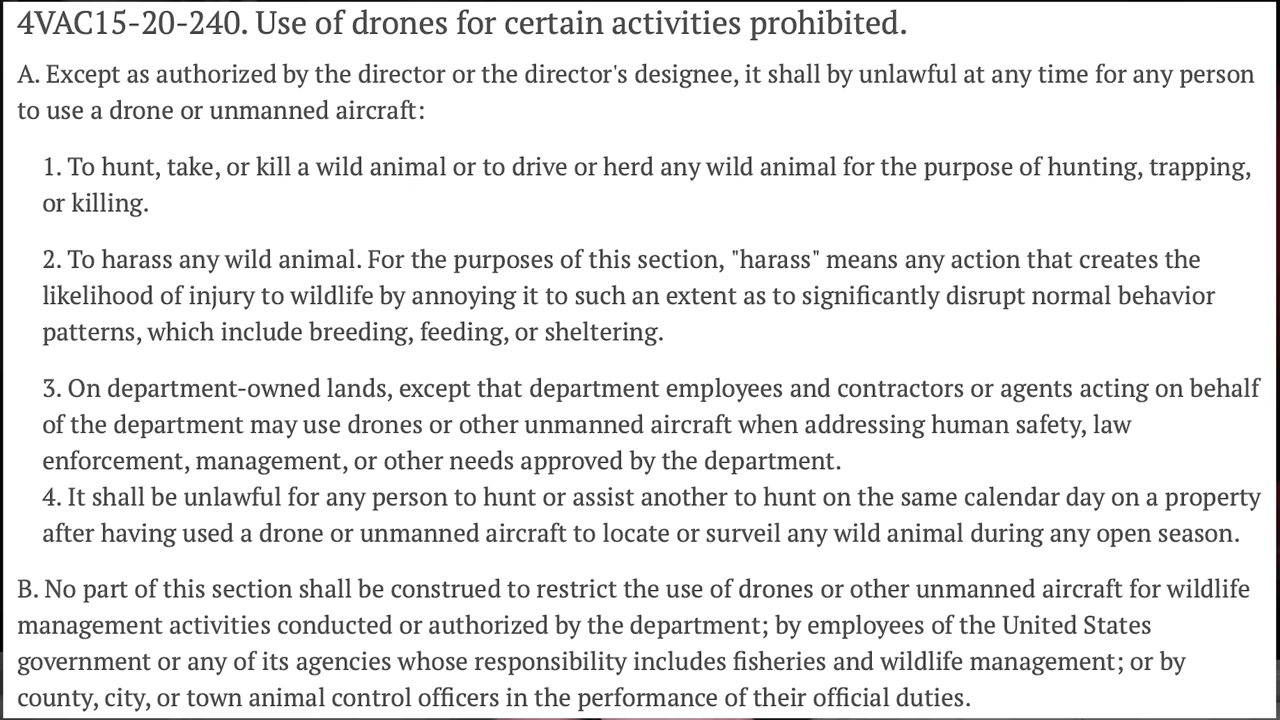 4VAC15-20-240. Use of drones for certain activities prohibited.
A. Except as authorized by the director or the director's designee, it shall by unlawful at any time for any person
to use a drone or unmanned aircraft:
1. To hunt, take, or kill a wild animal or to drive or herd any wild animal for the purpose of hunting, trapping,
or killing.
2. To harass any wild animal. For the purposes of this section, "harass" means any action that creates the
likelihood of injury to wildlife by annoying it to such an extent as to significantly disrupt normal behavior
patterns, which include breeding, feeding, or sheltering.
3. On department-owned lands, except that department employees and contractors or agents acting on behalf
of the department may use drones or other unmanned aircraft when addressing human safety, law
enforcement, management, or other needs approved by the department.
4. It shall be unlawful for any person to hunt or assist another to hunt on the same calendar day on a property
after having used a drone or unmanned aircraft to locate or surveil any wild animal during any open season.
B. No part of this section shall be construed to restrict the use of drones or other unmanned aircraft for wildlife
management activities conducted or authorized by the department; by employees of the United States
government or any of its agencies whose responsibility includes fisheries and wildlife management; or by
county, city, or town animal control officers in the performance of their official duties.